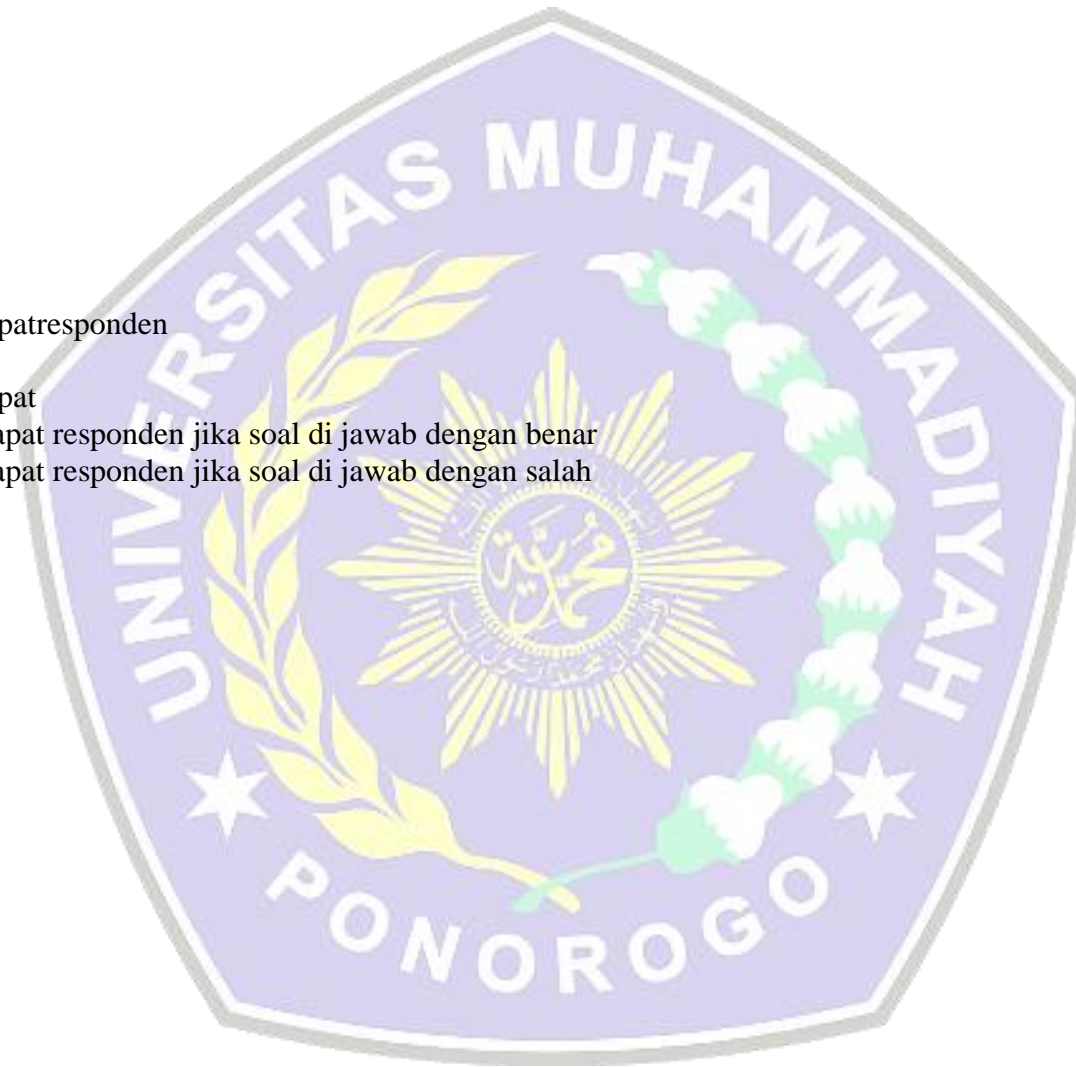 UNIVERSITAS MUHAMMADIYAH
patresponden
pat
apat responden jika soal di jawab dengan benar
apat responden jika soal di jawab dengan salah
PONOROGO